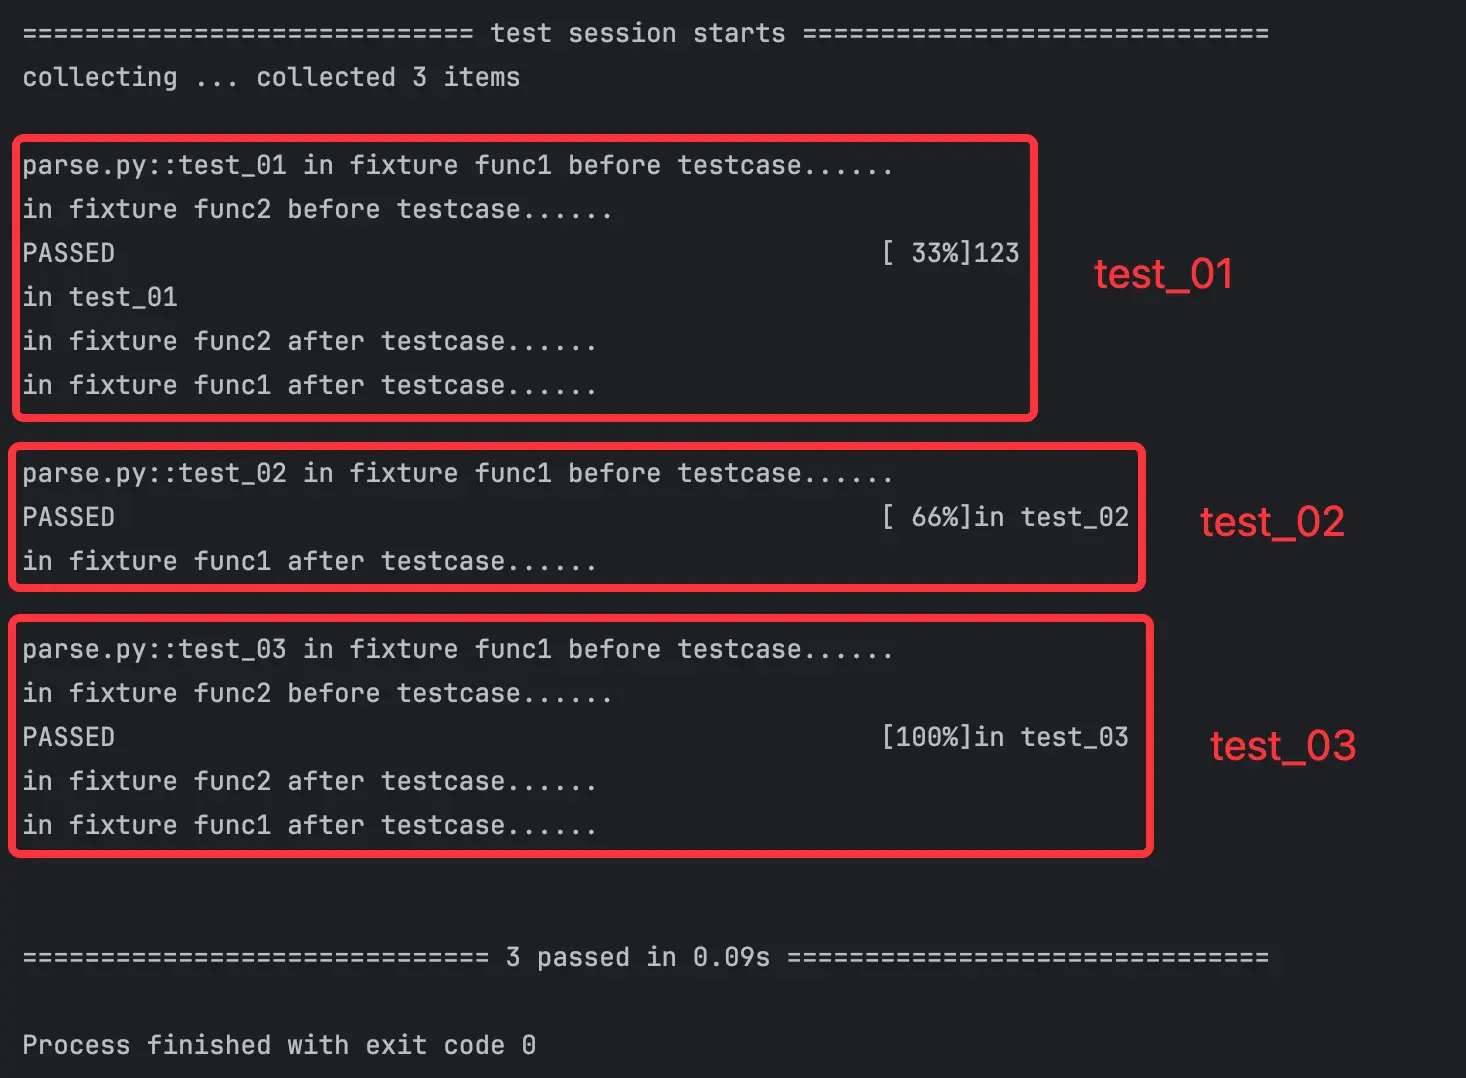 ============================= test session starts ==============================
collecting ... collected 3 items
parse.py::test_01 in fixture func1 before testcase......
in fixture func2 before testcase......
PASSED [ 33%]123
in test_01
in fixture func2 after testcase......
in fixture func1 after testcase......
test_01
parse.py::test_02 in fixture func1 before testcase......
PASSED [ 66%]in test_02
in fixture func1 after testcase......
test_02
parse.py::test_03 in fixture func1 before testcase......
in fixture func2 before testcase......
PASSED [100%]in test_03
in fixture func2 after testcase......
in fixture func1 after testcase......
test_03
============================== 3 passed in 0.09s ===============================
Process finished with exit code 0